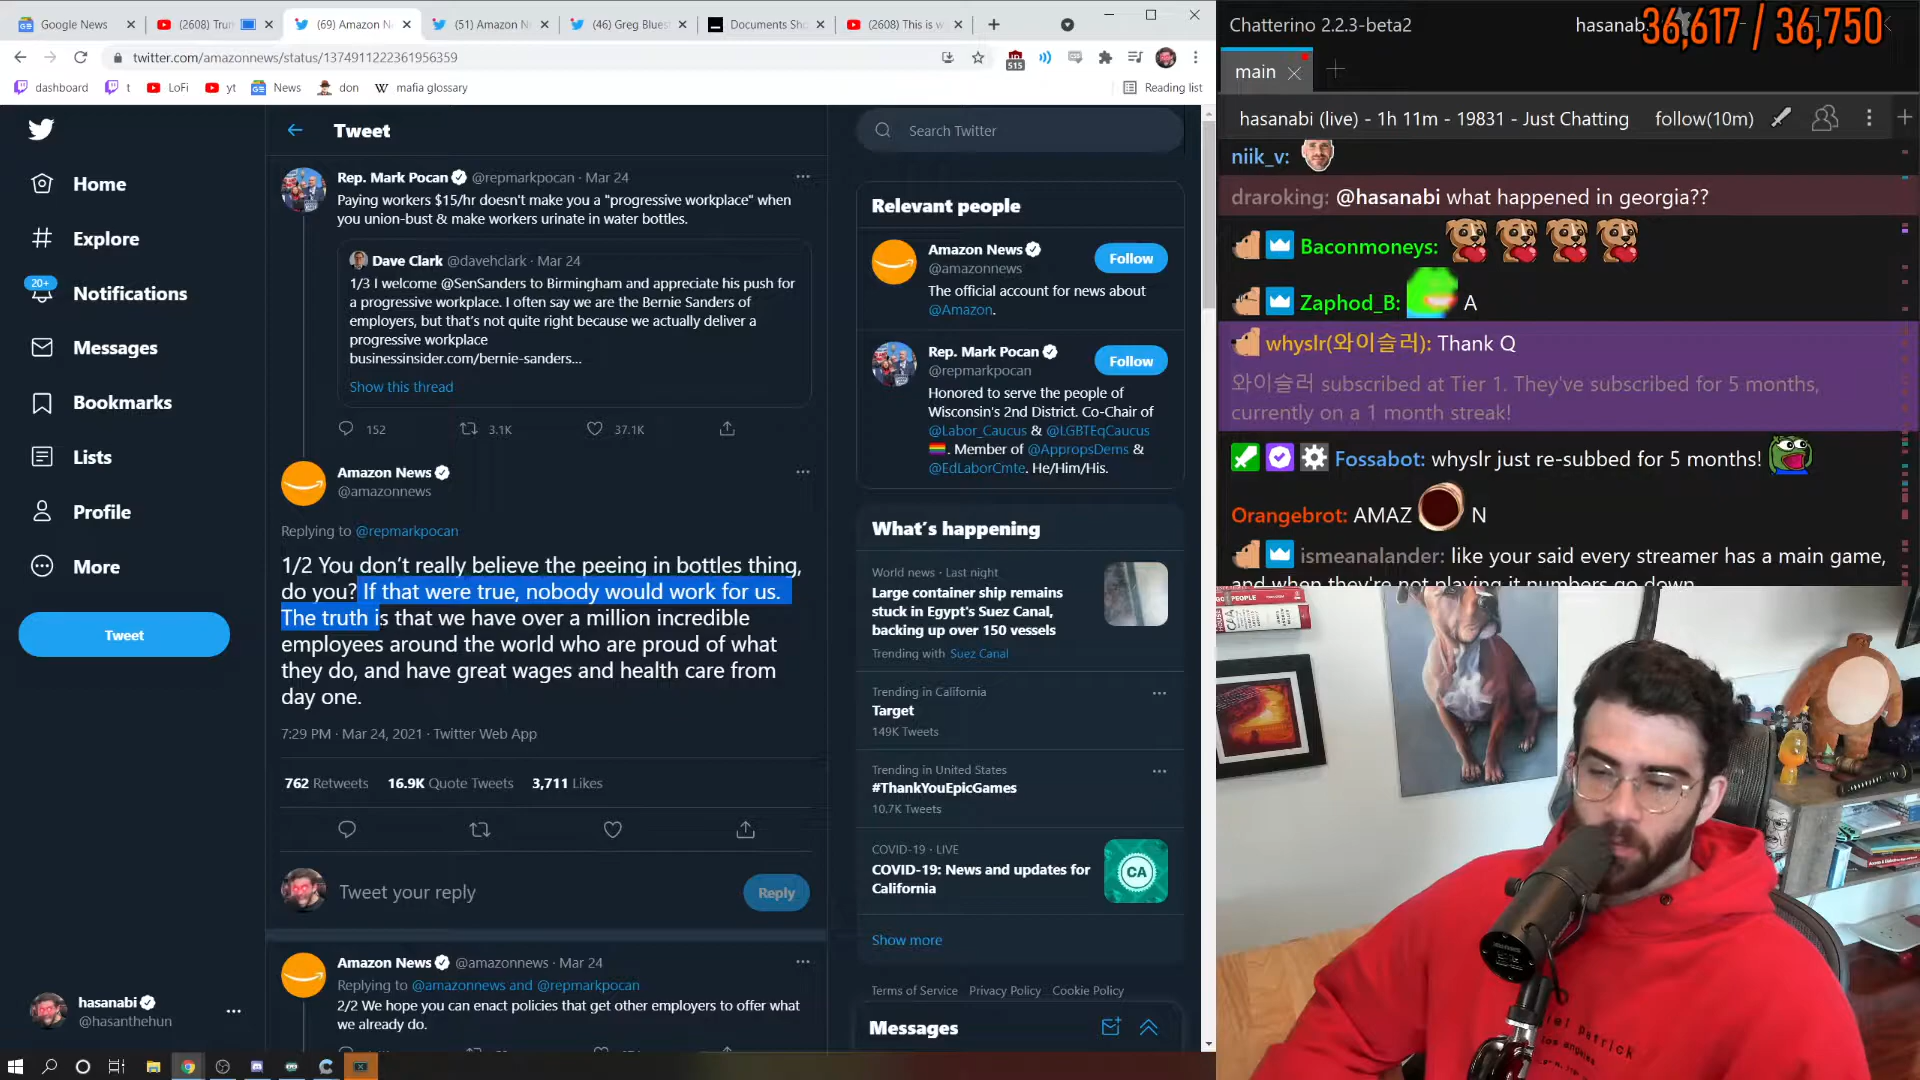 Google News
(2608) Trum
(69) Amazon N
(51) Amazon N
(46) Greg Blues
Documents Sho
(2608) This is w
twitter.com/amazonnews/status/1374911222361956359
515
dashboard
t
LoFi
yt
News
don
W mafia glossary
Reading list
Tweet
Search Twitter
Home
Explore
20+
Notifications
Messages
Bookmarks
Lists
Profile
More
Tweet
hasanabi
@hasanthehun
Rep. Mark Pocan @repmarkpocan · Mar 24
Paying workers $15/hr doesn't make you a "progressive workplace" when
you union-bust & make workers urinate in water bottles.
Dave Clark @davehclark · Mar 24
1/3 I welcome @SenSanders to Birmingham and appreciate his push for
a progressive workplace. I often say we are the Bernie Sanders of
employers, but that's not quite right because we actually deliver a
progressive workplace
businessinsider.com/bernie-sanders...
Show this thread
152
3.1K
37.1K
Amazon News
@amazonnews
Replying to @repmarkpocan
1/2 You don't really believe the peeing in bottles thing,
do you? If that were true, nobody would work for us.
The truth is that we have over a million incredible
employees around the world who are proud of what
they do, and have great wages and health care from
day one.
7:29 PM · Mar 24, 2021 · Twitter Web App
762 Retweets 16.9K Quote Tweets 3,711 Likes
Tweet your reply
Reply
Amazon News @amazonnews · Mar 24
Replying to @amazonnews and @repmarkpocan
2/2 We hope you can enact policies that get other employers to offer what
we already do.
Relevant people
Amazon News
@amazonnews
Follow
The official account for news about
@Amazon.
Rep. Mark Pocan
@repmarkpocan
Follow
Honored to serve the people of
Wisconsin's 2nd District. Co-Chair of
@Labor_Caucus & @LGBTEqCaucus
. Member of @AppropsDems &
@EdLaborCmte. He/Him/His.
What's happening
World news · Last night
Large container ship remains
stuck in Egypt's Suez Canal,
backing up over 150 vessels
Trending with Suez Canal
Trending in California
Target
149K Tweets
Trending in United States
#ThankYouEpicGames
10.7K Tweets
COVID-19 · LIVE
COVID-19: News and updates for
California
CA
Show more
Terms of Service Privacy Policy Cookie Policy
Messages
Chatterino 2.2.3-beta2
hasanab
36,617 / 36,750
main
hasanabi (live) - 1h 11m - 19831 - Just Chatting
follow(10m)
niik_v:
draroking: @hasanabi what happened in georgia??
Baconmoneys:
Zaphod_B: A
whyslr(와이슬러): Thank Q
와이슬러 subscribed at Tier 1. They've subscribed for 5 months,
currently on a 1 month streak!
Fossabot: whyslr just re-subbed for 5 months!
Orangebrot: AMAZ N
ismeanalander: like your said every streamer has a main game,
and when they're not playing it numbers go down
patrick
los angeles